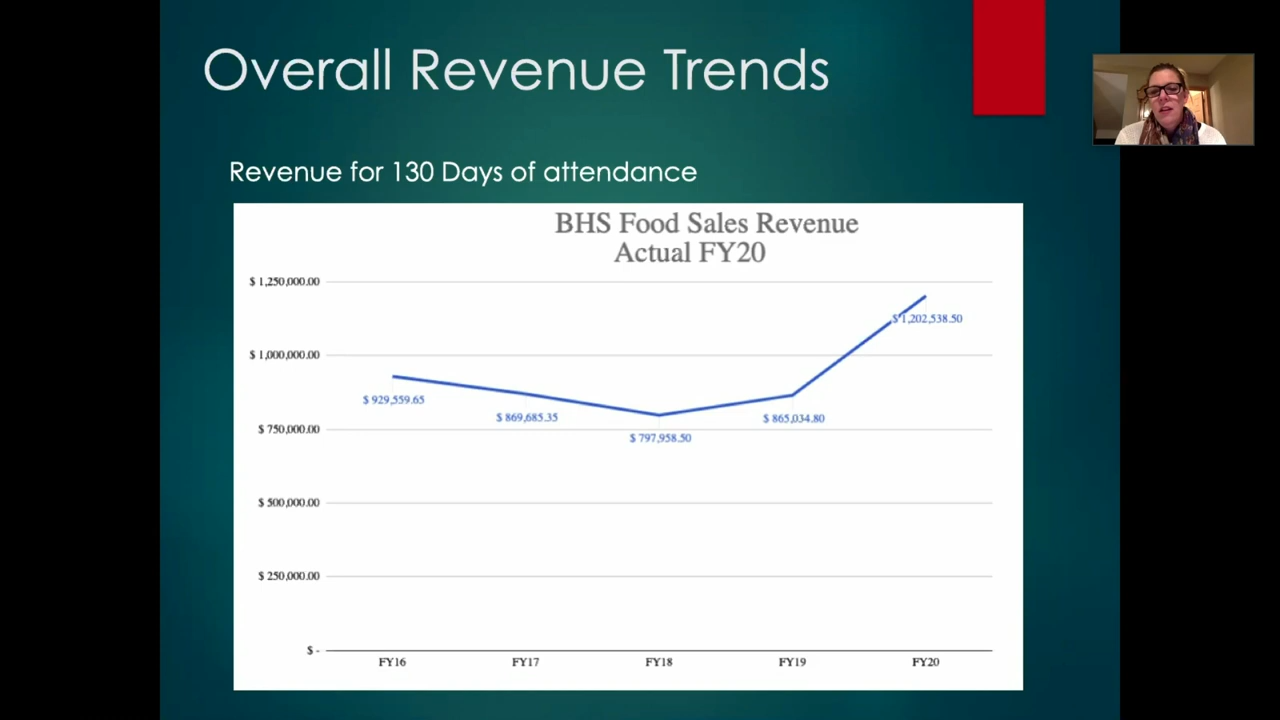 Overall Revenue Trends
Revenue for 130 Days of attendance
BHS Food Sales Revenue
Actual FY20
$ 1,250,000.00
$ 1,202,538.50
$ 1,000,000.00
$ 929,559.65
$ 869,685.35
$ 865,034.80
$ 750,000.00
$ 797,958.50
$ 500,000.00
$ 250,000.00
$ -
FY16 FY17 FY18 FY19 FY20